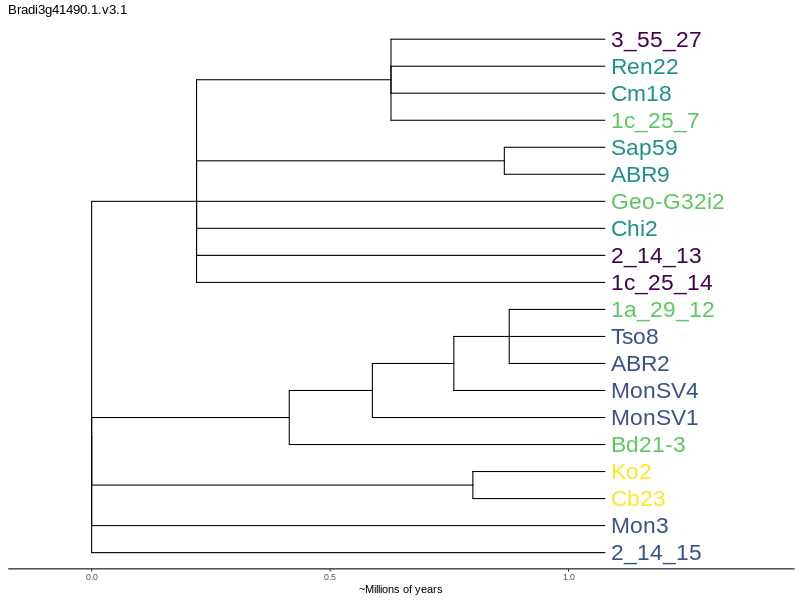 Bradi3g41490.1.v3.1
3_55_27
Ren22
Cm18
1c_25_7
Sap59
ABR9
Geo-G32i2
Chi2
2_14_13
1c_25_14
1a_29_12
Tso8
ABR2
MonSV4
MonSV1
Bd21-3
Ko2
Cb23
Mon3
2_14_15
0.0 0.5 1.0
~Millions of years